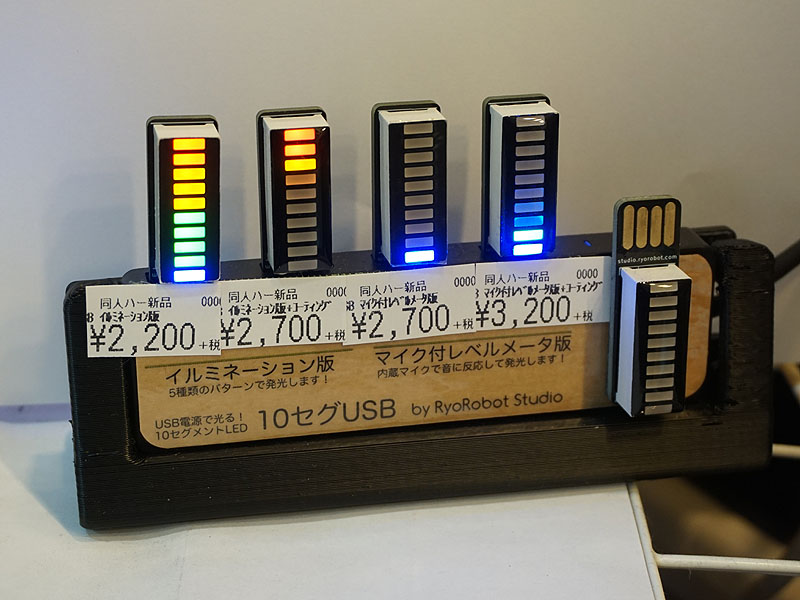 同人ハー新品 0000
8 イルミネーション版
¥2,200+税
同人ハー新品 0000
8 イルミネーション版+コーティング
¥2,700+税
同人ハー新品 0000
8 マイク付レベルメータ版
¥2,700+税
同人ハー新品 0000
8 マイク付レベルメータ版+コーティング
¥3,200+税
studio.ryorobot.com
イルミネーション版
5種類のパターンで発光します!
マイク付レベルメータ版
内蔵マイクで音に反応して発光します!
USB電源で光る!
10セグメントLED
10セグUSB by RyoRobot Studio